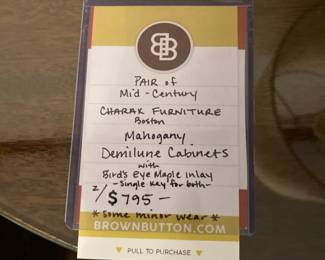 BB
PAIR of
Mid-Century
CHARAK FURNITURE
Boston
Mahogany
Demilune Cabinets
with
Bird's Eye Maple Inlay
-Single Key for both-
2/$795-
*some minor wear*
BROWNBUTTON.COM
PULL TO PURCHASE